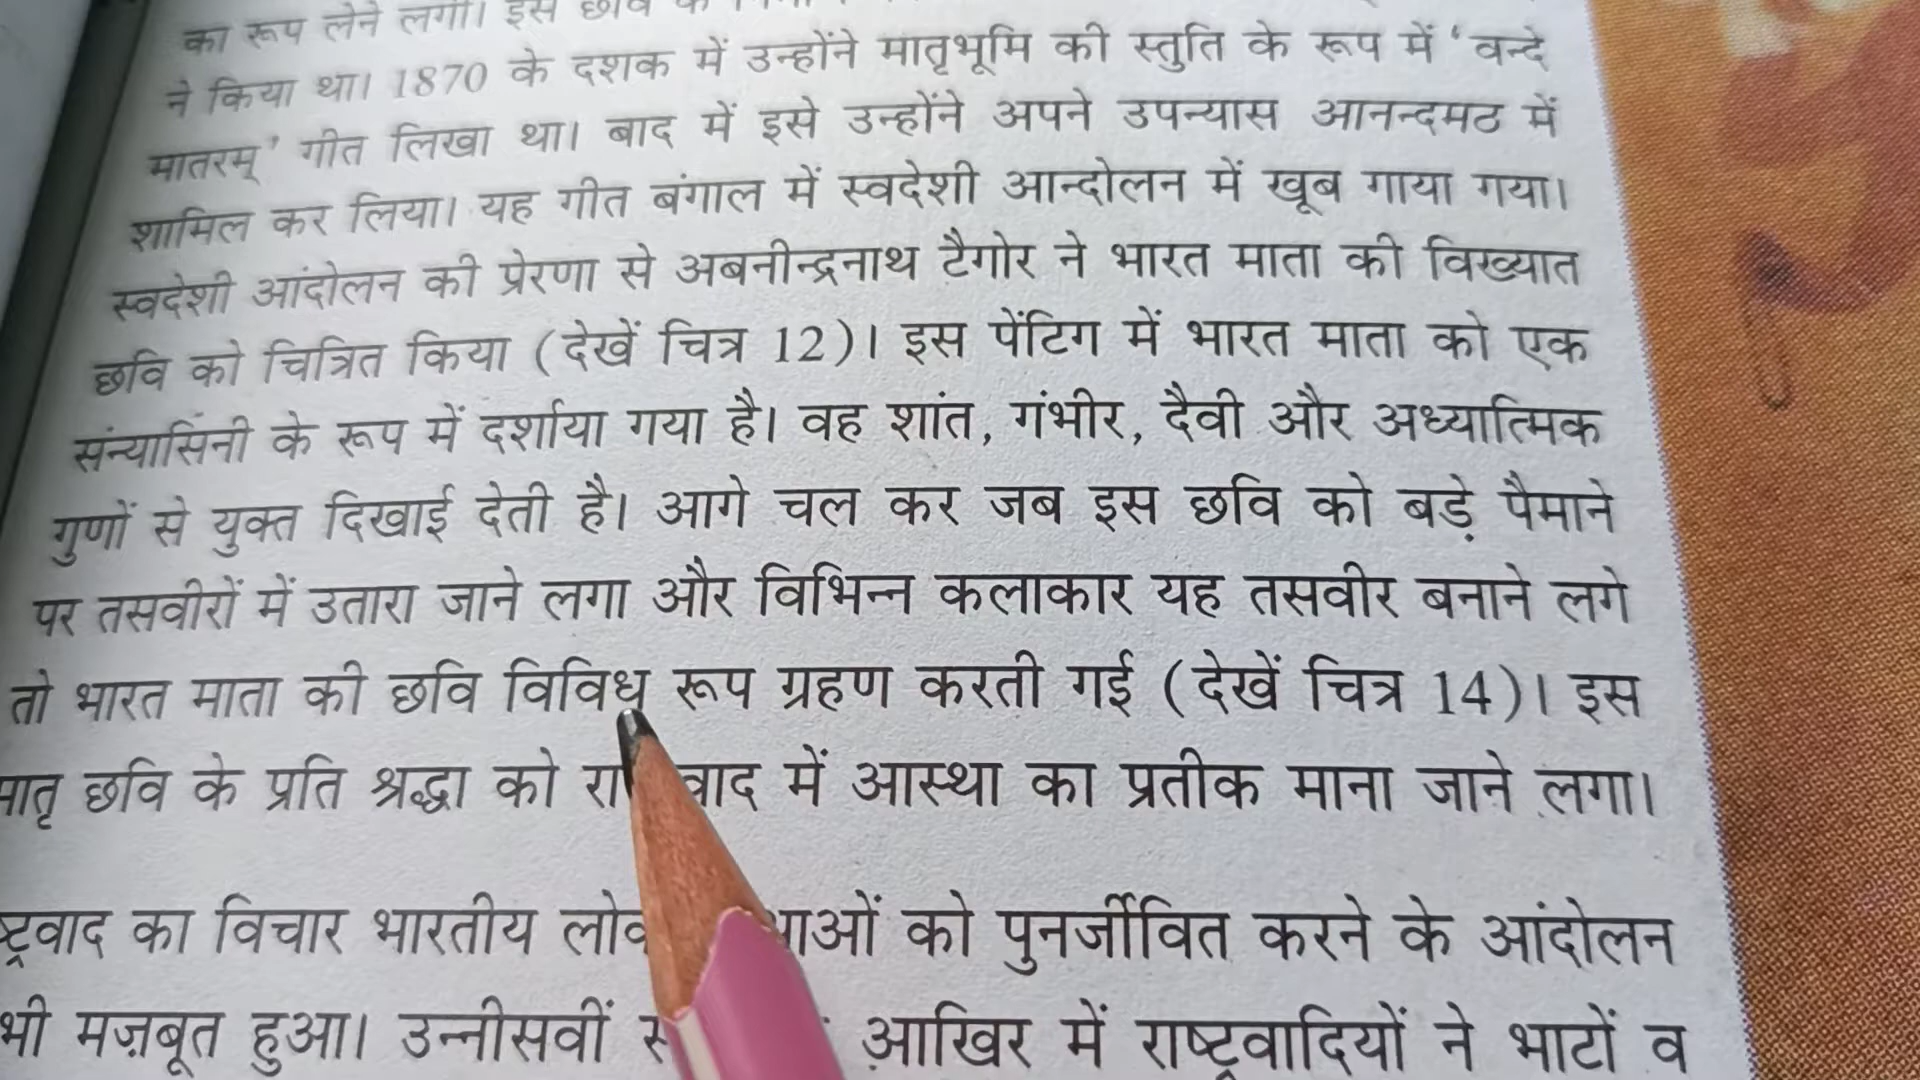 का रूप लेने लगी। इस छवि
ने किया था। 1870 के दशक में उन्होंने मातृभूमि की स्तुति के रूप में ‘वन्दे
मातरम्’ गीत लिखा था। बाद में इसे उन्होंने अपने उपन्यास आनन्दमठ में
शामिल कर लिया। यह गीत बंगाल में स्वदेशी आन्दोलन में खूब गाया गया।
स्वदेशी आंदोलन की प्रेरणा से अबनीन्द्रनाथ टैगोर ने भारत माता की विख्यात
छवि को चित्रित किया (देखें चित्र 12)। इस पेंटिग में भारत माता को एक
संन्यासिनी के रूप में दर्शाया गया है। वह शांत, गंभीर, दैवी और अध्यात्मिक
गुणों से युक्त दिखाई देती है। आगे चल कर जब इस छवि को बड़े पैमाने
पर तसवीरों में उतारा जाने लगा और विभिन्न कलाकार यह तसवीर बनाने लगे
तो भारत माता की छवि विविध रूप ग्रहण करती गई (देखें चित्र 14)। इस
मातृ छवि के प्रति श्रद्धा को रा वाद में आस्था का प्रतीक माना जाने लगा।
ष्ट्रवाद का विचार भारतीय को पुनर्जीवित करने के आंदोलन
भी मज़बूत हुआ। उन्नीसवीं आखिर में राष्ट्रवादियों ने भाटों व